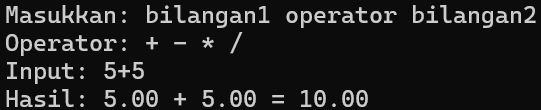 Masukkan: bilangan1 operator bilangan2
Operator: + - * /
Input: 5+5
Hasil: 5.00 + 5.00 = 10.00